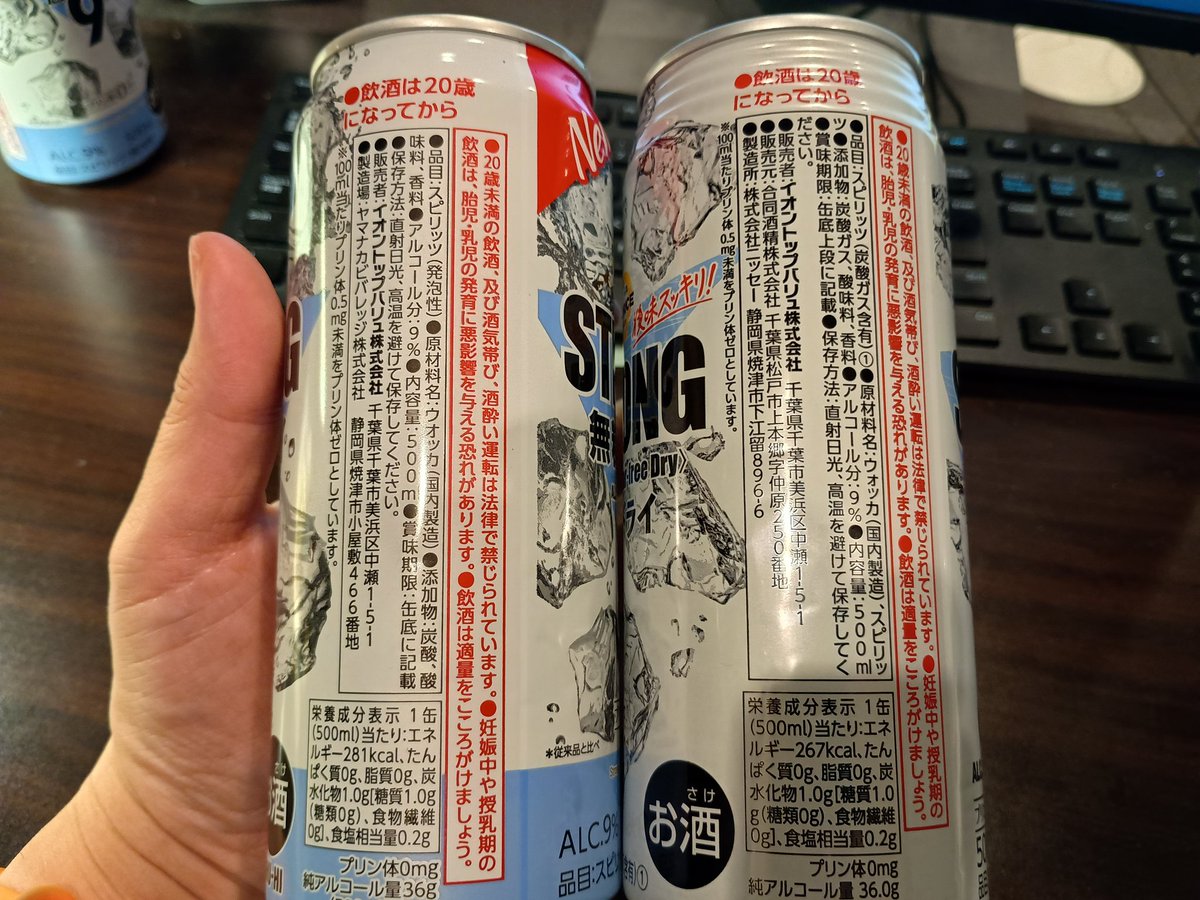 9
ALC.9%
●飲酒は20歳
になってから
New
●20歳未満の飲酒、及び酒気帯び、酒酔い運転は法律で禁じられています。●妊娠中や授乳期の
飲酒は、胎児・乳児の発育に悪影響を与える恐れがあります。●飲酒は適量をこころがけましょう。
●品目:スピリッツ(発泡性)●原材料名:ウオッカ(国内製造)●添加物:炭酸、酸
味料、香料●アルコール分:9%●内容量:500ml●賞味期限:缶底に記載
●保存方法:直射日光、高温を避けて保存してください。
●販売者:イオントップバリュ株式会社 千葉県千葉市美浜区中瀬1-5-1
●製造場:ヤマナカビバレッジ株式会社 静岡県焼津市小屋敷466番地
※100ml当たりプリン体0.5mg未満をプリン体ゼロとしています。
栄養成分表示 1缶
(500ml)当たり:エネ
ルギー281kcal、たん
ぱく質0g、脂質0g、炭
水化物1.0g[糖質1.0g
(糖類0g)、食物繊維
0g]、食塩相当量0.2g
プリン体0mg
純アルコール量36g
G
酒
HI
ST
無
*従来品と比べ
ALC.9%
品目:スピ
●飲酒は20歳
になってから
●20歳未満の飲酒、及び酒気帯び、酒酔い運転は法律で禁じられています。●妊娠中や授乳期の
飲酒は、胎児・乳児の発育に悪影響を与える恐れがあります。●飲酒は適量をこころがけましょう。
●品目:スピリッツ(炭酸ガス含有)①●原材料名:ウォッカ(国内製造)、スピリッ
ツ●添加物:炭酸ガス、酸味料、香料●アルコール分:9%●内容量:500ml
●賞味期限:缶底上段に記載●保存方法:直射日光、高温を避けて保存してく
ださい。
●販売者:イオントップバリュ株式会社 千葉県千葉市美浜区中瀬1-5-1
●販売元:合同酒精株式会社 千葉県松戸市上本郷字仲原250番地
●製造所:株式会社ニッセー 静岡県焼津市下江留896-6
※100ml当たりプリン体0.5mg未満をプリン体ゼロとしています。
後味スッキリ!
ONG
-free Dry〉
ライ
栄養成分表示 1缶
(500ml)当たり:エネ
ルギー267kcal、たん
ぱく質0g、脂質0g、炭
水化物1.0g[糖質1.0
g(糖類0g)、食物繊維
0g]、食塩相当量0.2g
プリン体0mg
純アルコール量 36.0g
さけ
お酒
含有)①